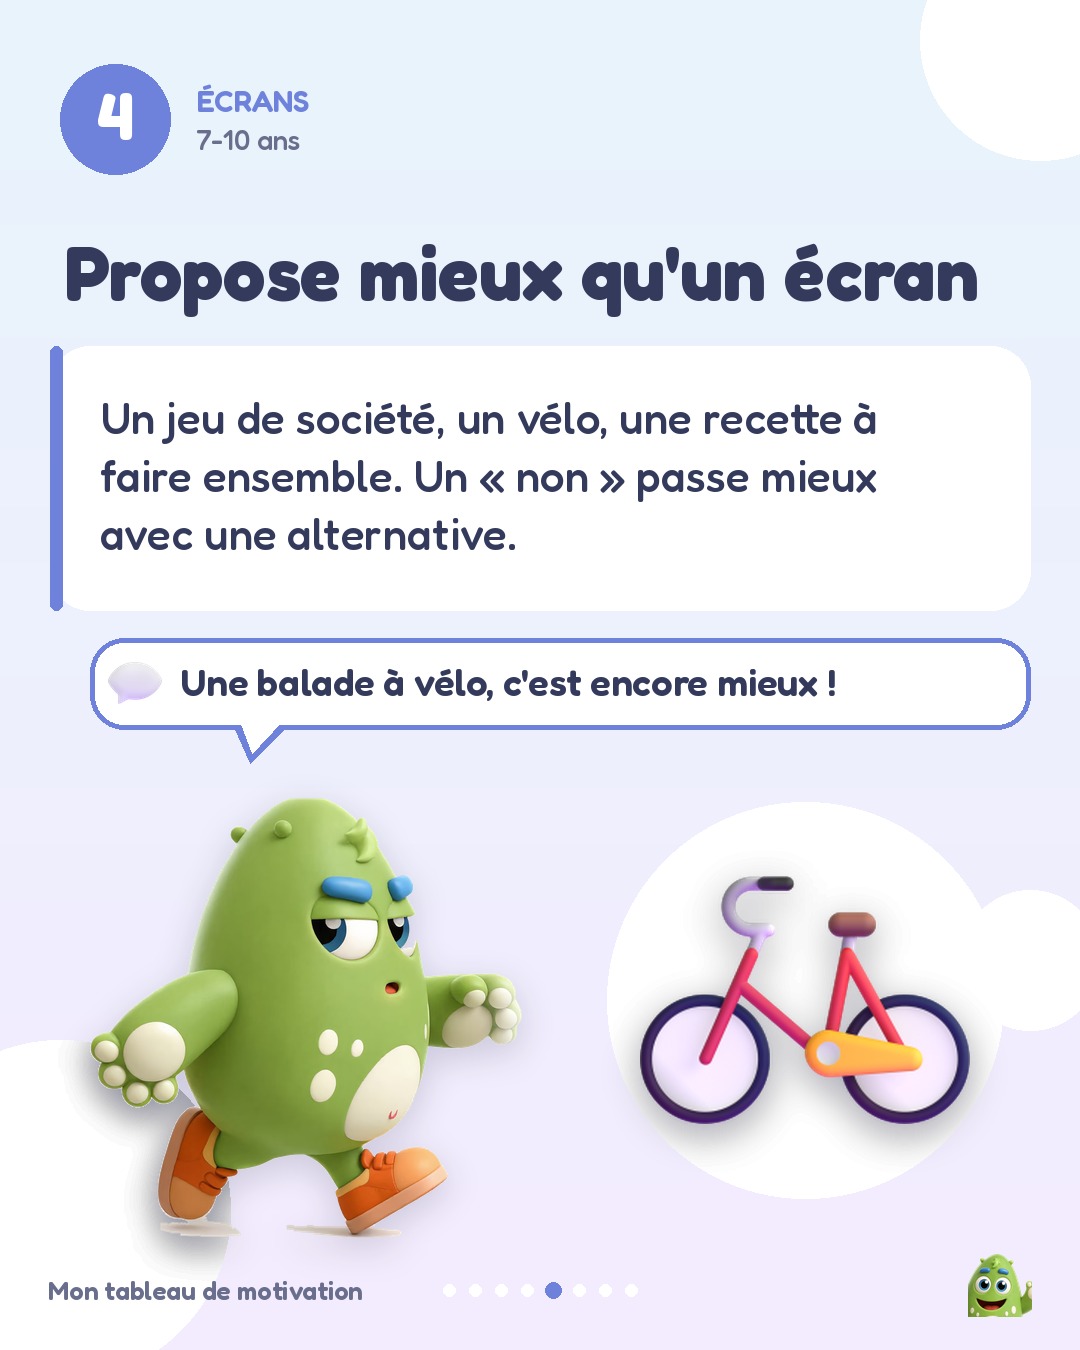 4
ÉCRANS
7-10 ans
Propose mieux qu'un écran
Un jeu de société, un vélo, une recette à
faire ensemble. Un « non » passe mieux
avec une alternative.
Une balade à vélo, c'est encore mieux !
Mon tableau de motivation